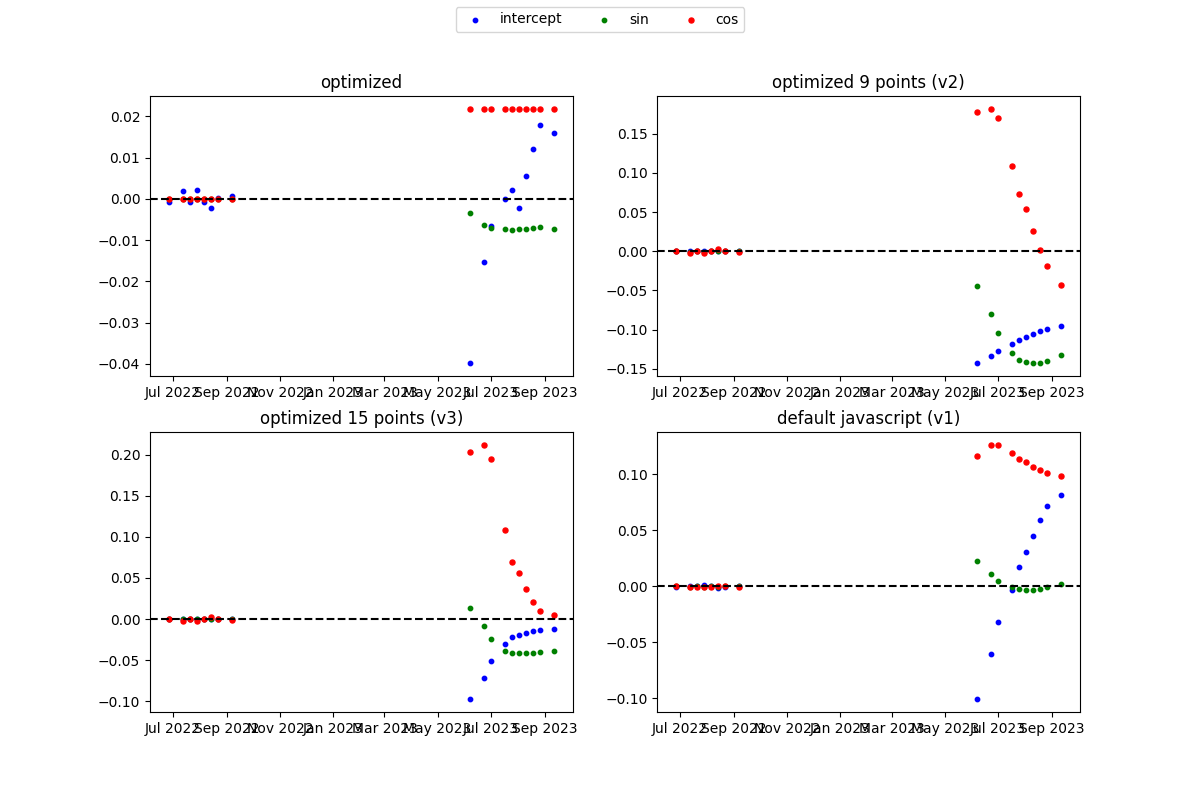 intercept sin cos
optimized
optimized 9 points (v2)
0.02
0.01
0.00
−0.01
−0.02
−0.03
−0.04
Jul 2022 Sep 2022 Nov 2022 Jan 2023 Mar 2023 May 2023 Jul 2023 Sep 2023
0.15
0.10
0.05
0.00
−0.05
−0.10
−0.15
Jul 2022 Sep 2022 Nov 2022 Jan 2023 Mar 2023 May 2023 Jul 2023 Sep 2023
optimized 15 points (v3)
default javascript (v1)
0.20
0.15
0.10
0.05
0.00
−0.05
−0.10
Jul 2022 Sep 2022 Nov 2022 Jan 2023 Mar 2023 May 2023 Jul 2023 Sep 2023
0.10
0.05
0.00
−0.05
−0.10
Jul 2022 Sep 2022 Nov 2022 Jan 2023 Mar 2023 May 2023 Jul 2023 Sep 2023